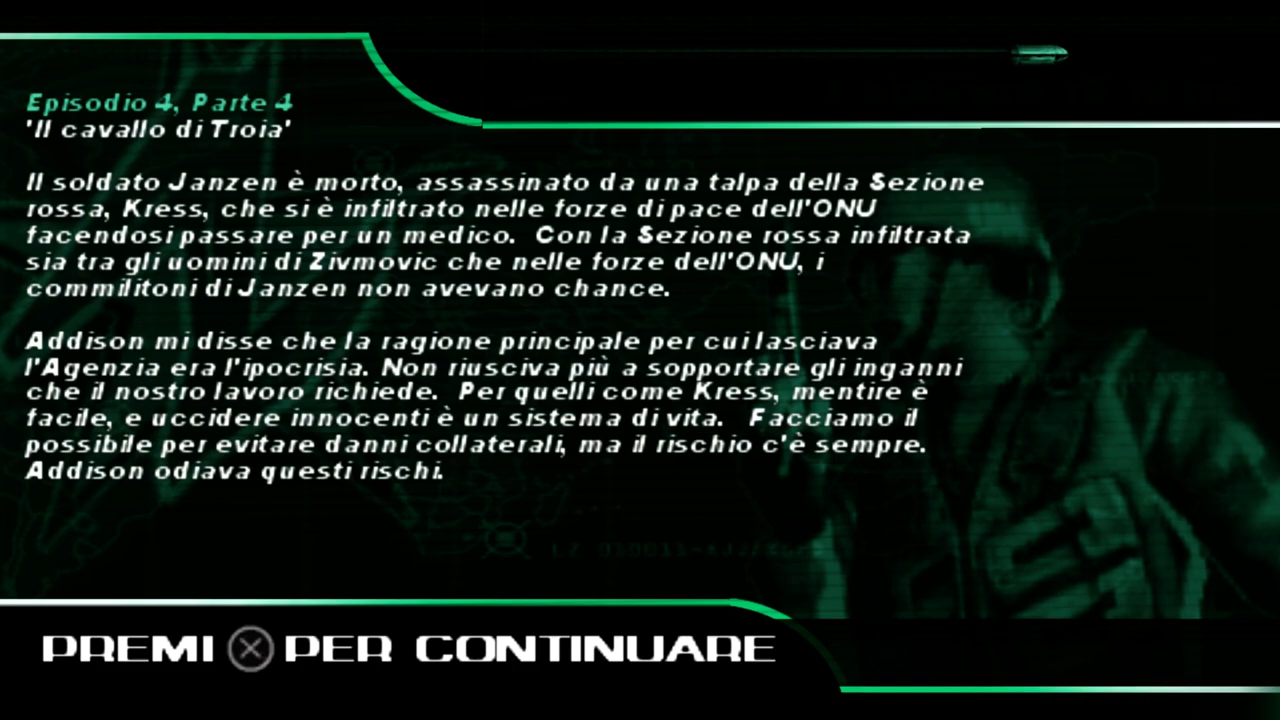 Episodio 4, Parte 4
'Il cavallo di Troia'
Il soldato Janzen è morto, assassinato da una talpa della Sezione
rossa, Kress, che si è infiltrato nelle forze di pace dell'ONU
facendosi passare per un medico. Con la Sezione rossa infiltrata
sia tra gli uomini di Zivmovic che nelle forze dell'ONU, i
commilitoni di Janzen non avevano chance.
Addison mi disse che la ragione principale per cui lasciava
l'Agenzia era l'ipocrisia. Non riusciva più a sopportare gli inganni
che il nostro lavoro richiede. Per quelli come Kress, mentire è
facile, e uccidere innocenti è un sistema di vita. Facciamo il
possibile per evitare danni collaterali, ma il rischio c'è sempre.
Addison odiava questi rischi.
PREMI PER CONTINUARE